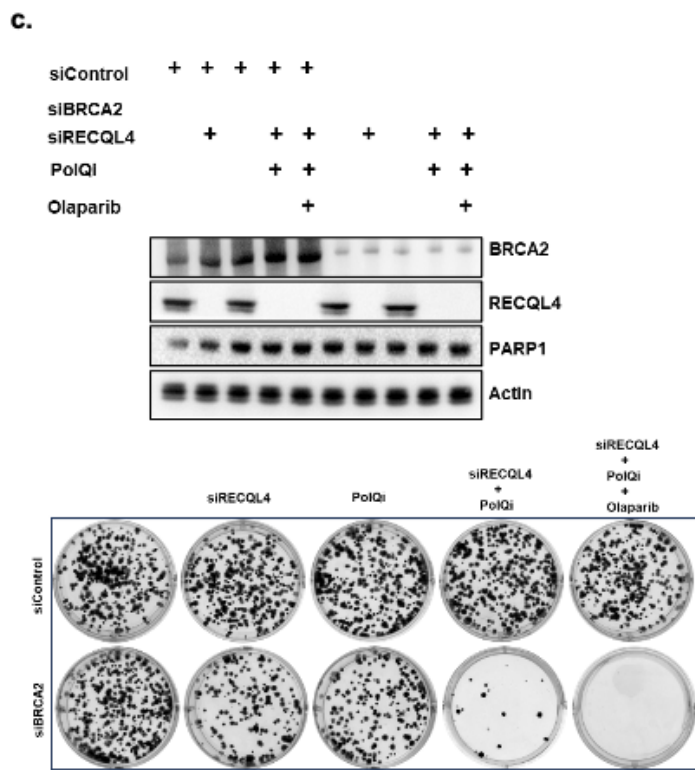 c.
siControl + + + + +
siBRCA2
siRECQL4 + + + + + +
PolQI + + + +
Olaparib + +
BRCA2
RECQL4
PARP1
Actin
siRECQL4
PolQi
siRECQL4
+
PolQi
siRECQL4
+
PolQi
+
Olaparib
siControl
siBRCA2